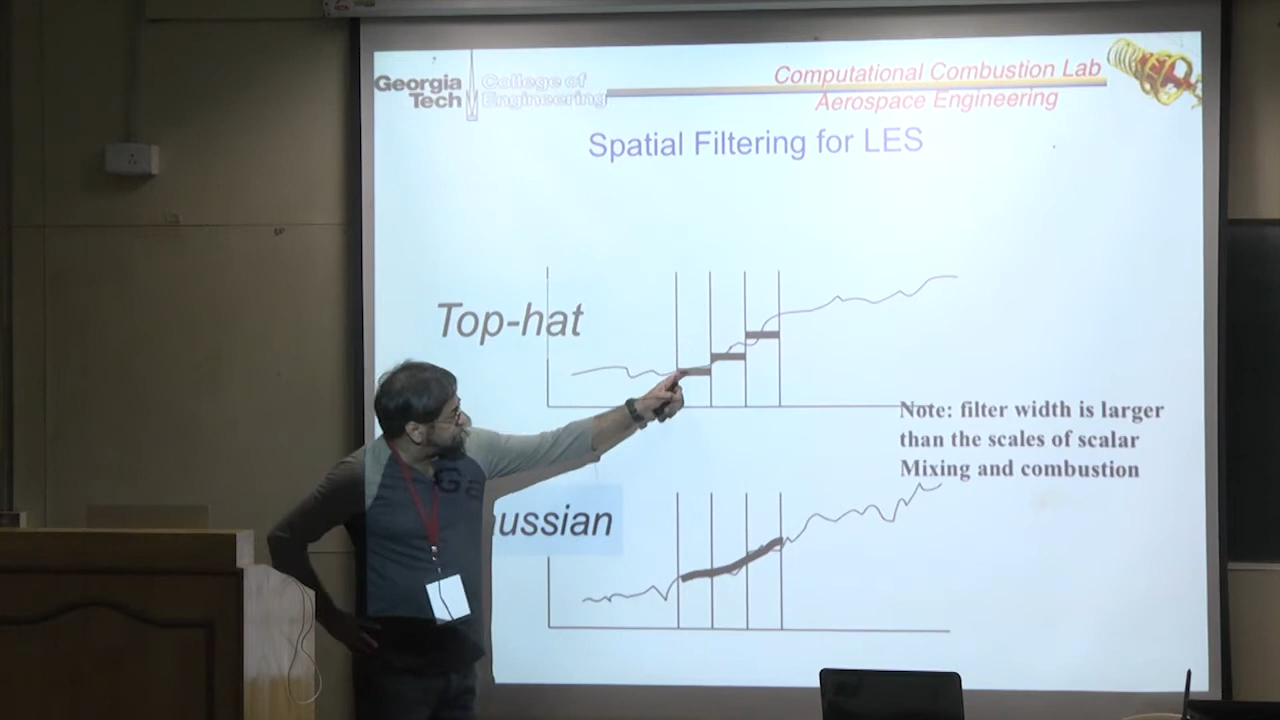 Georgia
Tech
College of
Engineering
Computational Combustion Lab
Aerospace Engineering
Spatial Filtering for LES
Top-hat
Note: filter width is larger
than the scales of scalar
Mixing and combustion
Gaussian